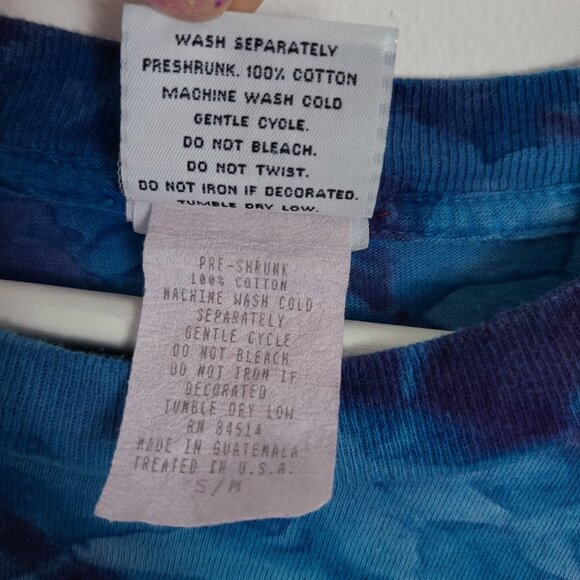 WASH SEPARATELY
PRESHRUNK. 100% COTTON
MACHINE WASH COLD
GENTLE CYCLE.
DO NOT BLEACH.
DO NOT TWIST.
DO NOT IRON IF DECORATED.
TUMBLE DRY LOW.
PRE-SHRUNK
100% COTTON
MACHINE WASH COLD
SEPARATELY
GENTLE CYCLE
DO NOT BLEACH
DO NOT IRON IF
DECORATED
TUMBLE DRY LOW
RN 84514
MADE IN GUATEMALA
TREATED IN U.S.A.
S/M